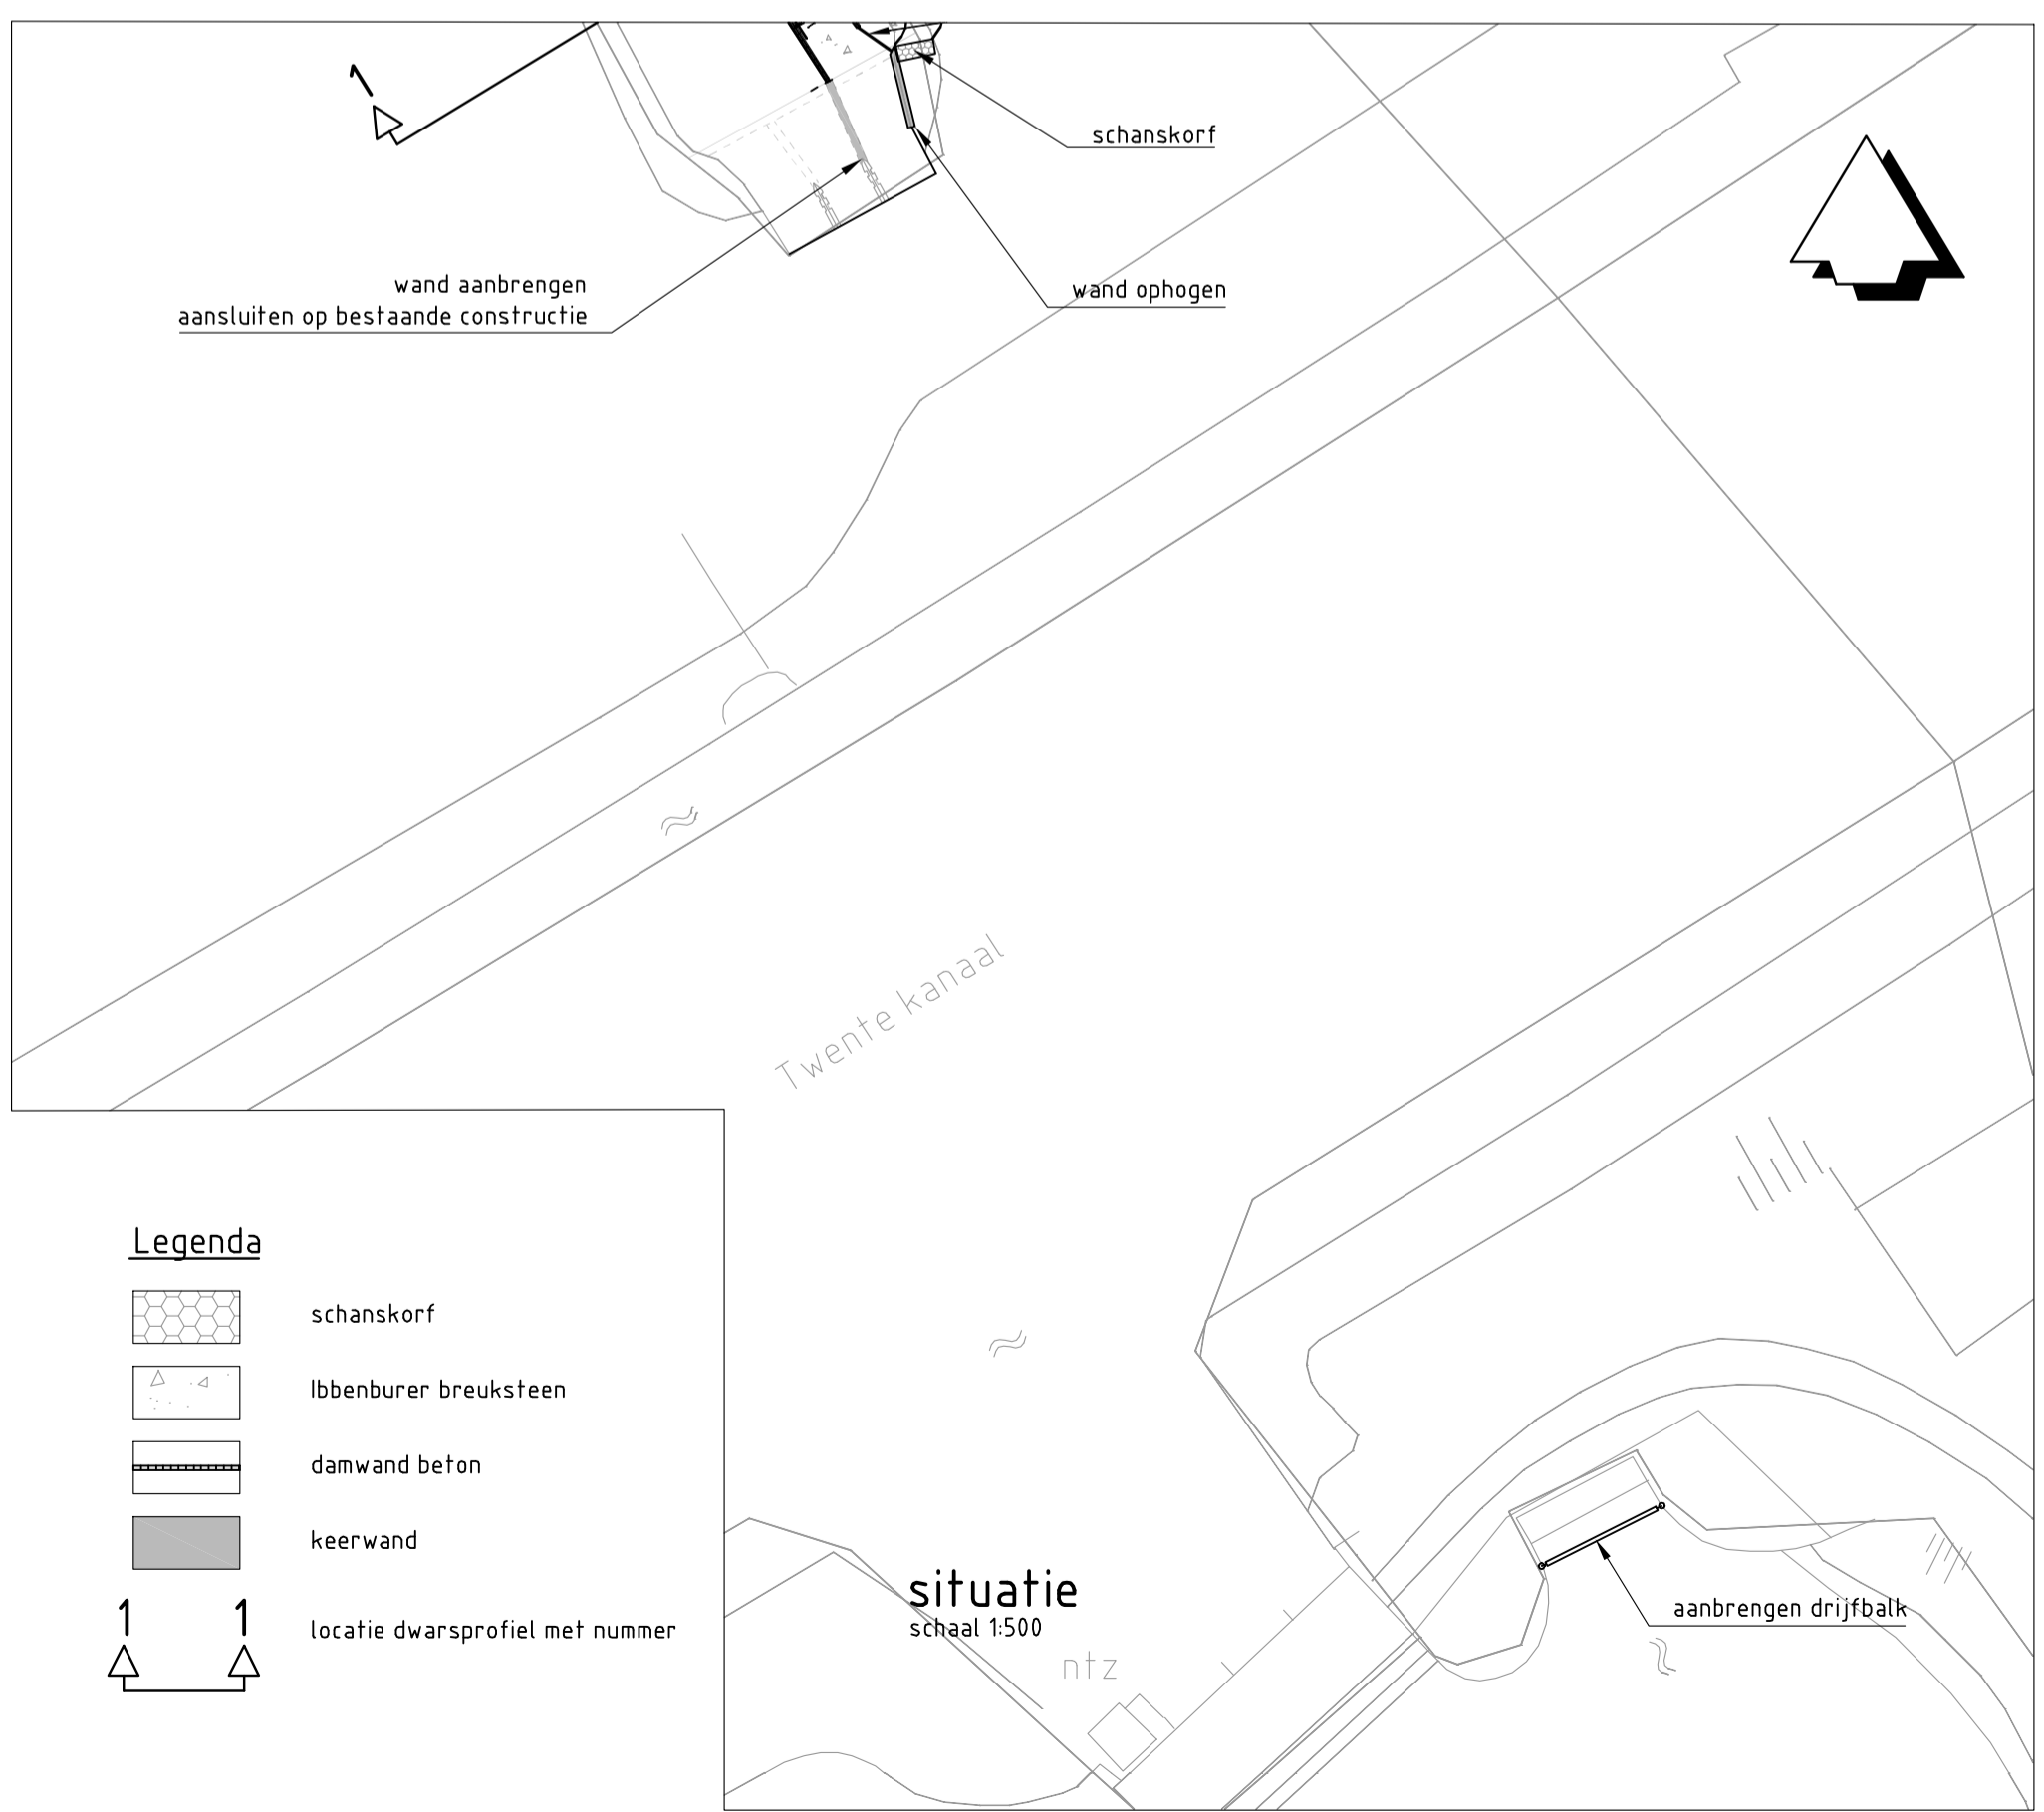 1
schanskorf
wand aanbrengen
aansluiten op bestaande constructie
wand ophogen
Twente kanaal
Legenda
schanskorf
Ibbenburer breuksteen
damwand beton
keerwand
1 1
locatie dwarsprofiel met nummer
situatie
schaal 1:500
ntz
aanbrengen drijfbalk